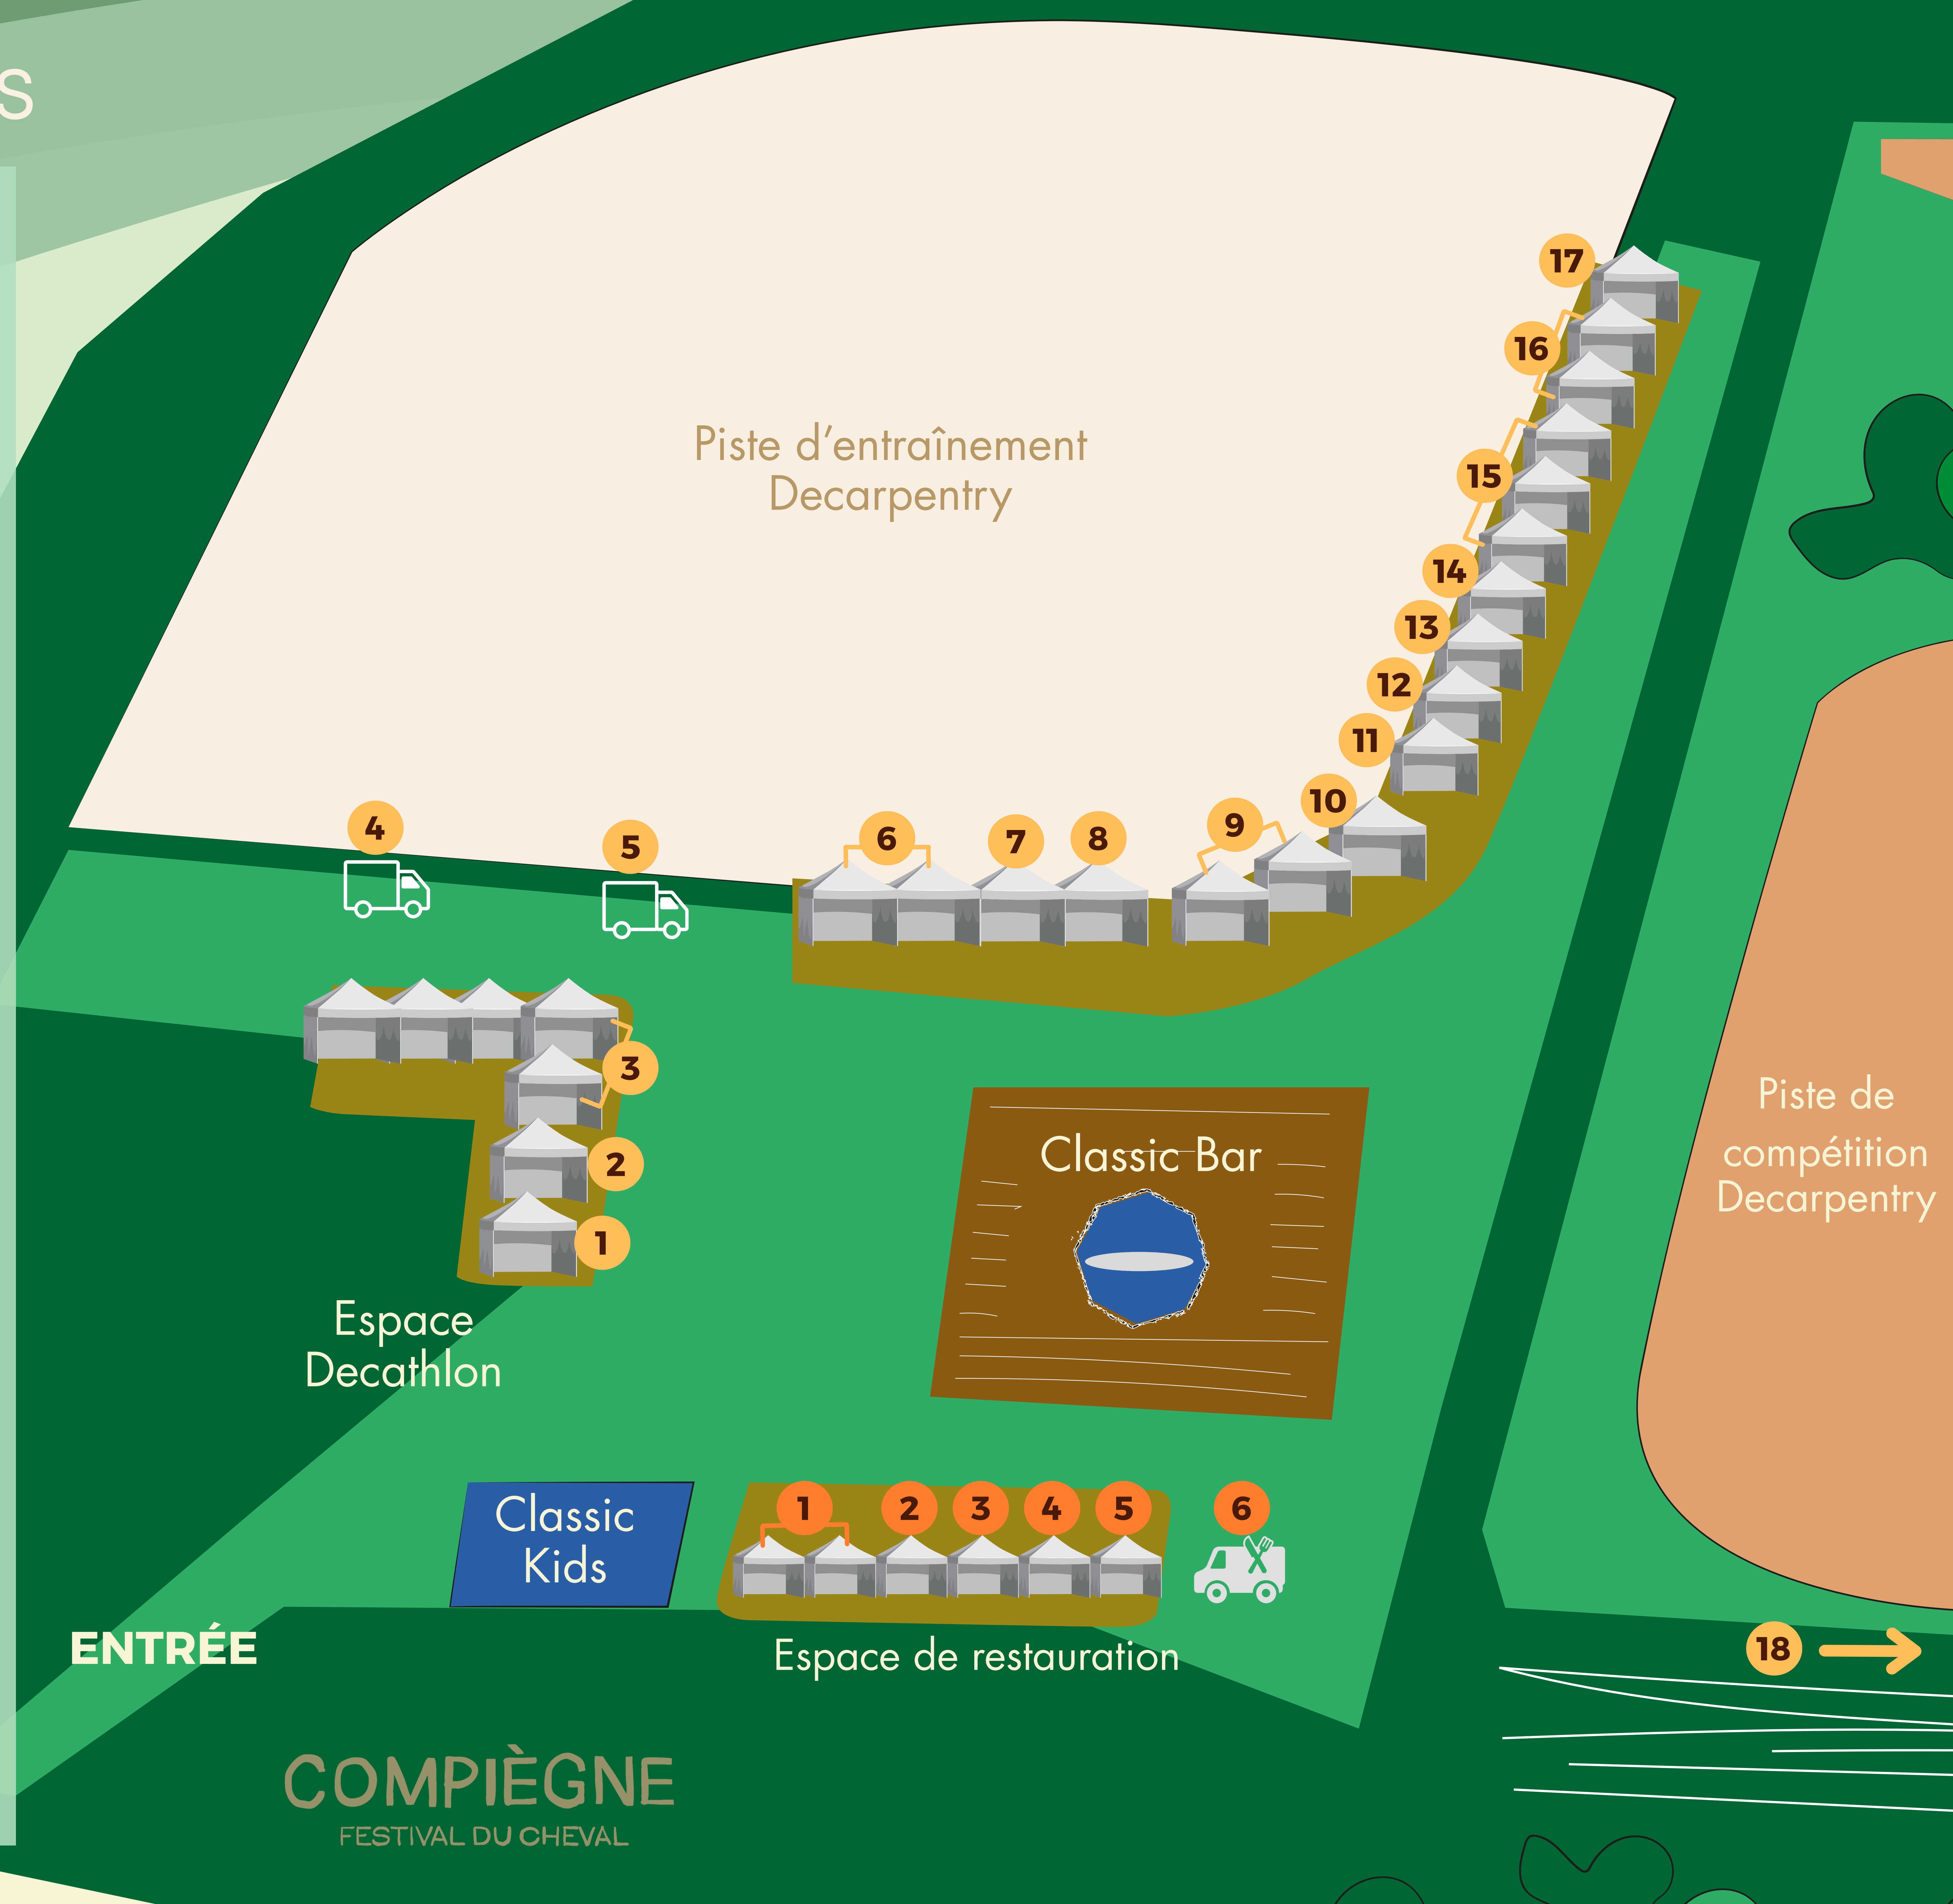 S
17
16
Piste d’entraînement
Decarpentry
15
14
13
12
11
10
9
8
7
6
5
4
3
2
1
Piste de
compétition
Decarpentry
Classic Bar
Espace
Decathlon
Classic
Kids
1 2 3 4 5 6
ENTRÉE
Espace de restauration
18
COMPIÈGNE
FESTIVAL DU CHEVAL